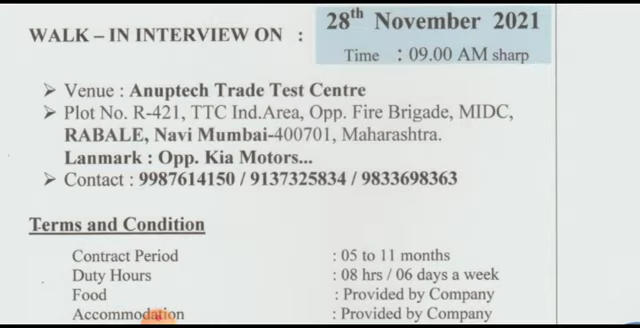 WALK – IN INTERVIEW ON : 28th November 2021
Time : 09.00 AM sharp
➢ Venue : Anuptech Trade Test Centre
➢ Plot No. R-421, TTC Ind.Area, Opp. Fire Brigade, MIDC,
RABALE, Navi Mumbai-400701, Maharashtra.
Lanmark : Opp. Kia Motors...
➢ Contact : 9987614150 / 9137325834 / 9833698363
Terms and Condition
Contract Period : 05 to 11 months
Duty Hours : 08 hrs / 06 days a week
Food : Provided by Company
Accommodation : Provided by Company